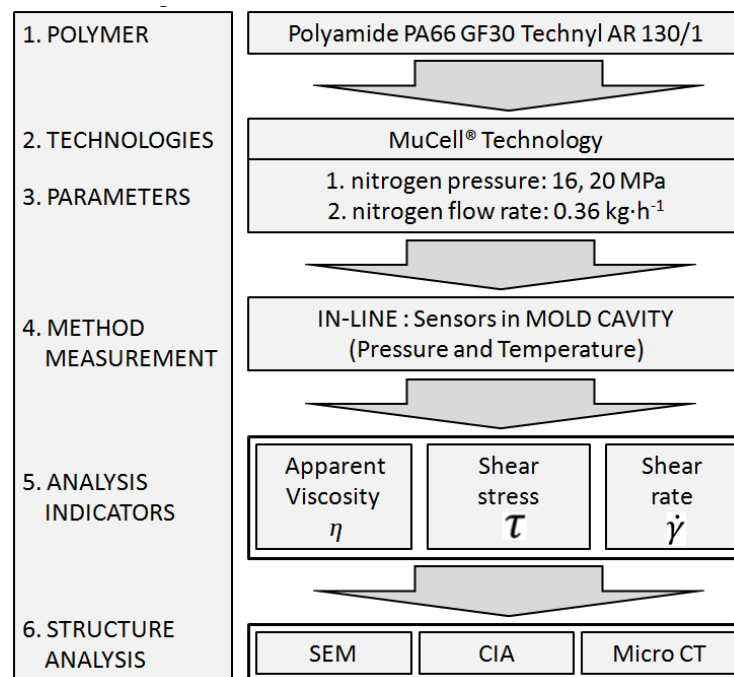 1. POLYMER
Polyamide PA66 GF30 Technyl AR 130/1
2. TECHNOLOGIES
MuCell® Technology
3. PARAMETERS
1. nitrogen pressure: 16, 20 MPa
2. nitrogen flow rate: 0.36 kg·h⁻¹
4. METHOD
MEASUREMENT
IN-LINE : Sensors in MOLD CAVITY
(Pressure and Temperature)
5. ANALYSIS
INDICATORS
Apparent
Viscosity
η
Shear
stress
τ
Shear
rate
γ̇
6. STRUCTURE
ANALYSIS
SEM
CIA
Micro CT